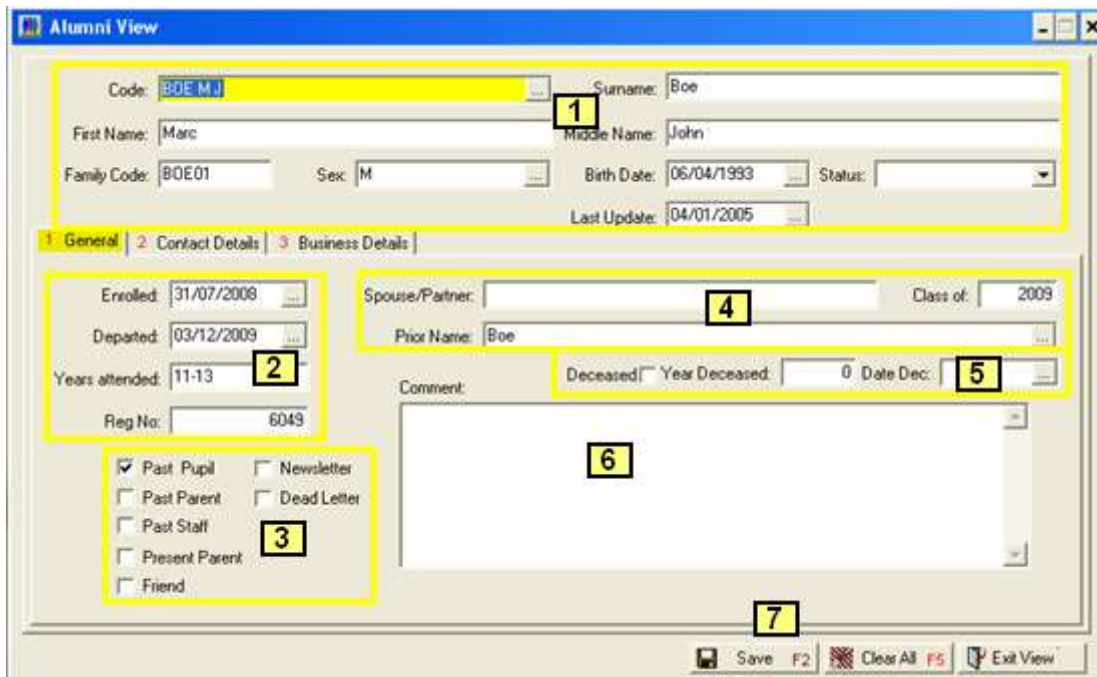 Alumni View
Code: BOE MJ ... Surname: Boe
1
First Name: Marc Middle Name: John
Family Code: BOE01 Sex: M ... Birth Date: 06/04/1993 ... Status:
Last Update: 04/01/2005 ...
1 General 2 Contact Details 3 Business Details
Enrolled: 31/07/2008 ...
Departed: 03/12/2009 ...
Years attended: 11-13
2
Reg No: 6049
Spouse/Partner: Class of: 2009
4
Prior Name: Boe ...
Deceased Year Deceased: 0 Date Dec: 5 ...
Comment:
6
Past Pupil Newsletter
Past Parent Dead Letter
Past Staff
3
Present Parent
Friend
7
Save F2 Clear All F5 Exit View